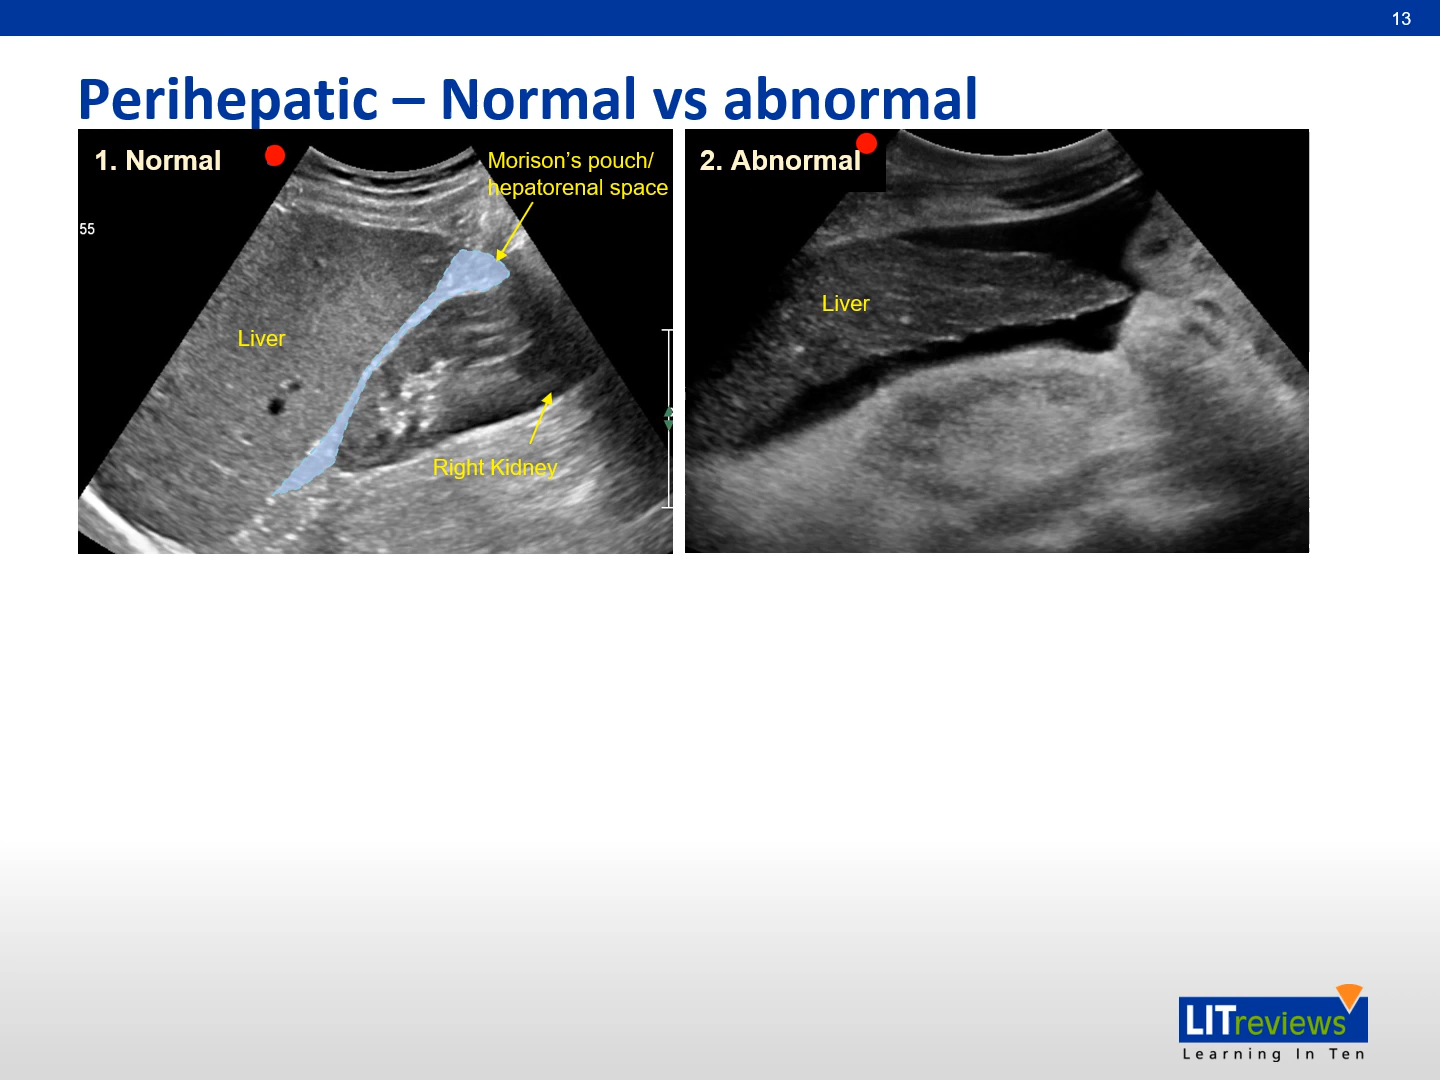 13
Perihepatic – Normal vs abnormal
1. Normal
Morison’s pouch/
hepatorenal space
55
Liver
Right Kidney
2. Abnormal
Liver
LITreviews
Learning In Ten